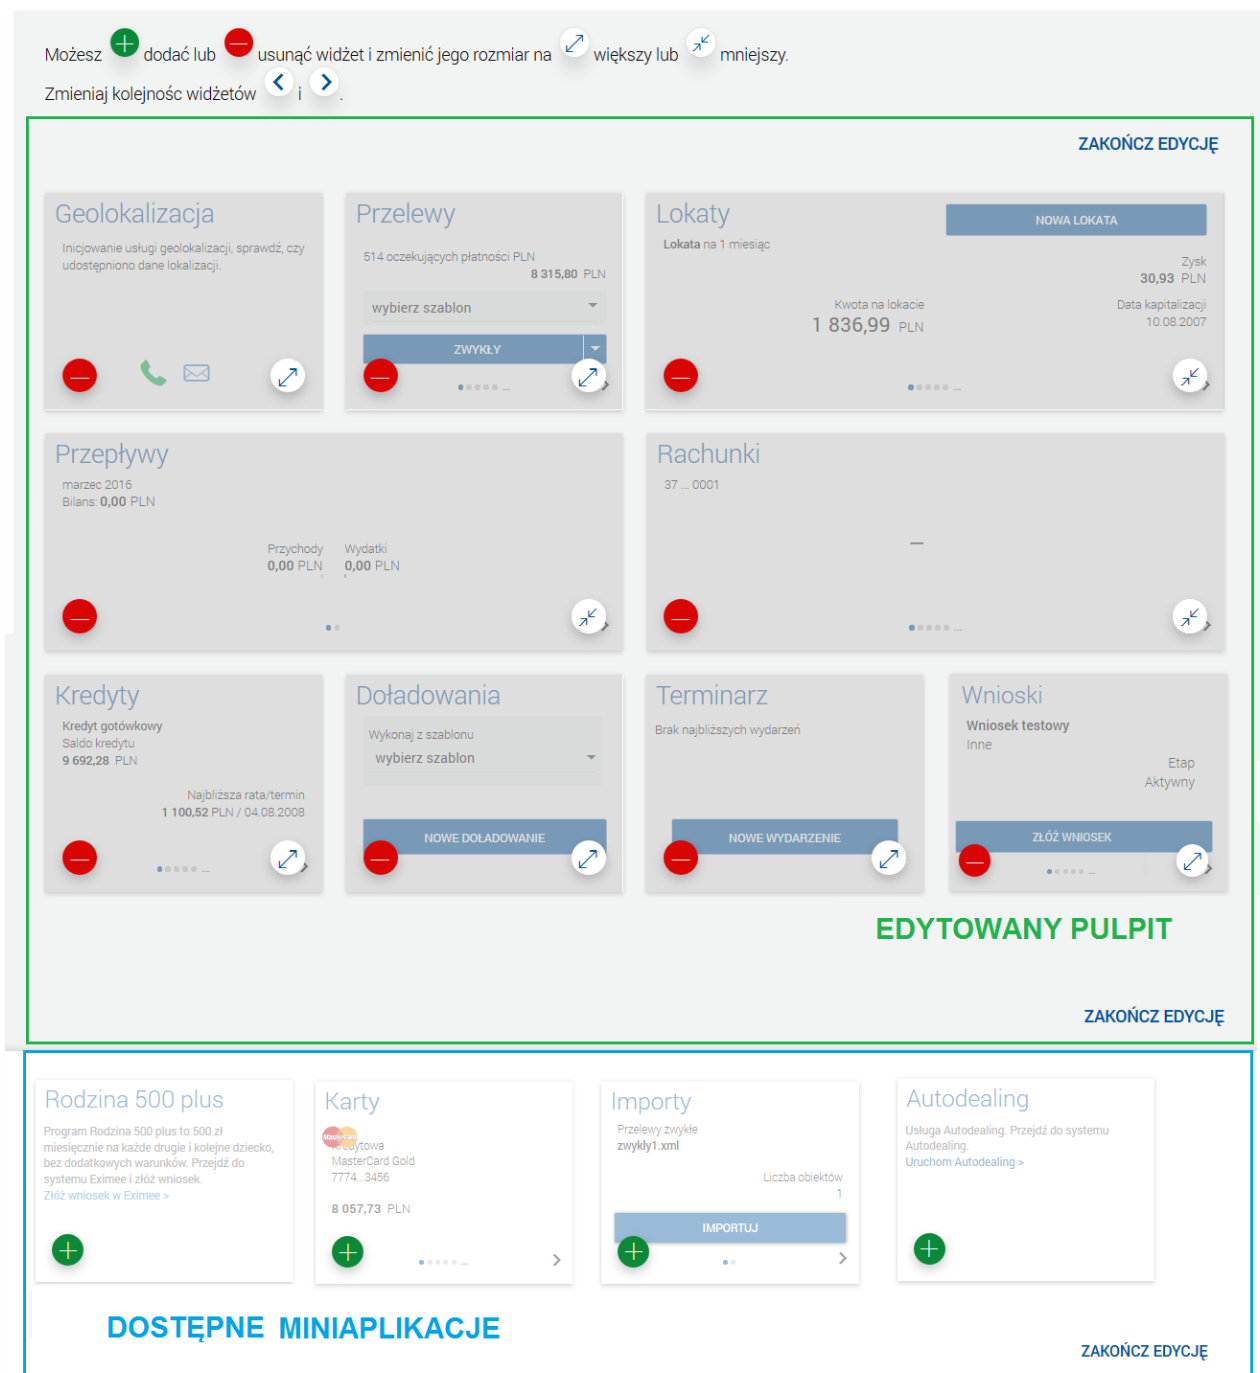 Możesz dodać lub usunąć widżet i zmienić jego rozmiar na większy lub mniejszy.
Zmieniaj kolejnośc widżetów i .
ZAKOŃCZ EDYCJĘ
Geolokalizacja
Inicjowanie usługi geolokalizacji, sprawdź, czy
udostępniono dane lokalizacji.
Przelewy
514 oczekujących płatności PLN
8 315,80 PLN
wybierz szablon
ZWYKŁY
...
Lokaty
NOWA LOKATA
Lokata na 1 miesiąc
Zysk
30,93 PLN
Kwota na lokacie
1 836,99 PLN
Data kapitalizacji
10.08.2007
...
Przepływy
marzec 2016
Bilans: 0,00 PLN
Przychody
0,00 PLN
Wydatki
0,00 PLN
Rachunki
37 ... 0001
–
...
Kredyty
Kredyt gotówkowy
Saldo kredytu
9 692,28 PLN
Najbliższa rata/termin
1 100,52 PLN / 04.08.2008
...
Doładowania
Wykonaj z szablonu
wybierz szablon
NOWE DOŁADOWANIE
Terminarz
Brak najbliższych wydarzeń
NOWE WYDARZENIE
Wnioski
Wniosek testowy
Inne
Etap
Aktywny
ZŁÓŻ WNIOSEK
...
EDYTOWANY PULPIT
ZAKOŃCZ EDYCJĘ
Rodzina 500 plus
Program Rodzina 500 plus to 500 zł
miesięcznie na każde drugie i kolejne dziecko,
bez dodatkowych warunków. Przejdź do
systemu Eximee i złóż wniosek.
Złóż wniosek w Eximee >
Karty
MasterCard
Kredytowa
MasterCard Gold
7774...3456
8 057,73 PLN
...
Importy
Przelewy zwykłe
zwykly1.xml
Liczba obiektów
1
IMPORTUJ
Autodealing
Usługa Autodealing. Przejdź do systemu
Autodealing.
Uruchom Autodealing >
DOSTĘPNE MINIAPLIKACJE
ZAKOŃCZ EDYCJĘ